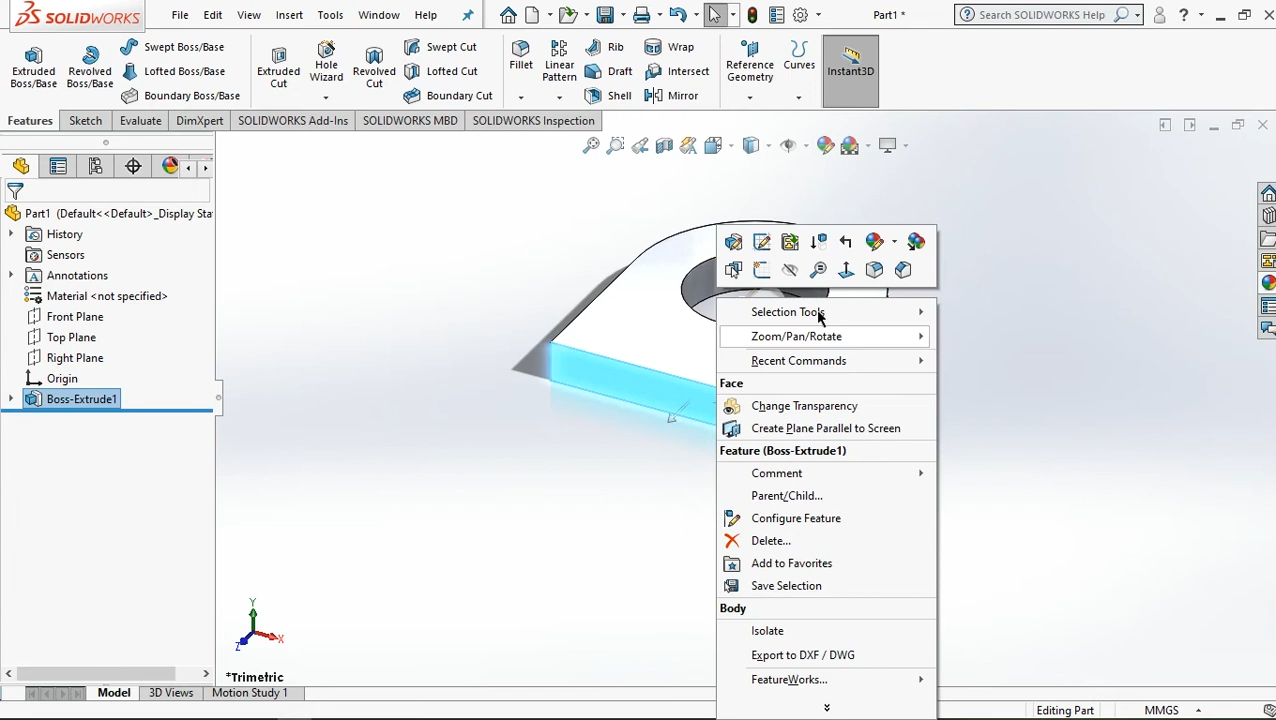 SOLIDWORKS File Edit View Insert Tools Window Help Part1 * Search SOLIDWORKS Help ?
Extruded Boss/Base
Revolved Boss/Base
Swept Boss/Base
Lofted Boss/Base
Boundary Boss/Base
Extruded Cut
Hole Wizard
Revolved Cut
Swept Cut
Lofted Cut
Boundary Cut
Fillet
Linear Pattern
Rib
Draft
Shell
Wrap
Intersect
Mirror
Reference Geometry
Curves
Instant3D
Features Sketch Evaluate DimXpert SOLIDWORKS Add-Ins SOLIDWORKS MBD SOLIDWORKS Inspection
Part1 (Default<<Default>_Display Sta
History
Sensors
Annotations
Material <not specified>
Front Plane
Top Plane
Right Plane
Origin
Boss-Extrude1
Selection Tools
Zoom/Pan/Rotate
Recent Commands
Face
Change Transparency
Create Plane Parallel to Screen
Feature (Boss-Extrude1)
Comment
Parent/Child...
Configure Feature
Delete...
Add to Favorites
Save Selection
Body
Isolate
Export to DXF / DWG
FeatureWorks...
Y
X
Z
*Trimetric
Model 3D Views Motion Study 1
Editing Part MMGS